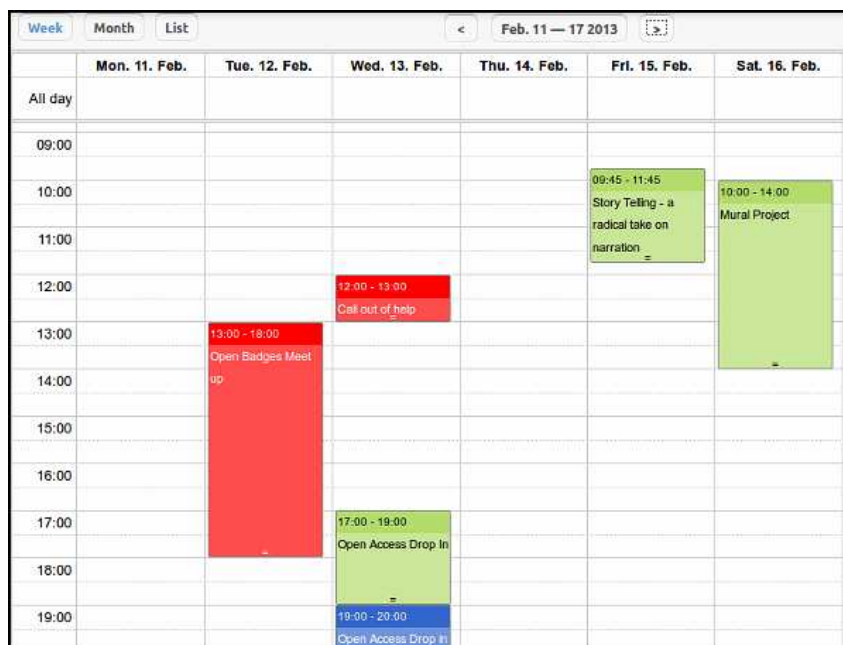 Week Month List < Feb. 11 — 17 2013 >
Mon. 11. Feb. Tue. 12. Feb. Wed. 13. Feb. Thu. 14. Feb. Fri. 15. Feb. Sat. 16. Feb.
All day
09:00
09:45 - 11:45
10:00
10:00 - 14:00
Story Telling - a
Mural Project
radical take on
11:00
narration
12:00
12:00 - 13:00
Call out of help
13:00
13:00 - 18:00
Open Badges Meet
up
14:00
15:00
16:00
17:00
17:00 - 19:00
Open Access Drop In
18:00
19:00
19:00 - 20:00
Open Access Drop in